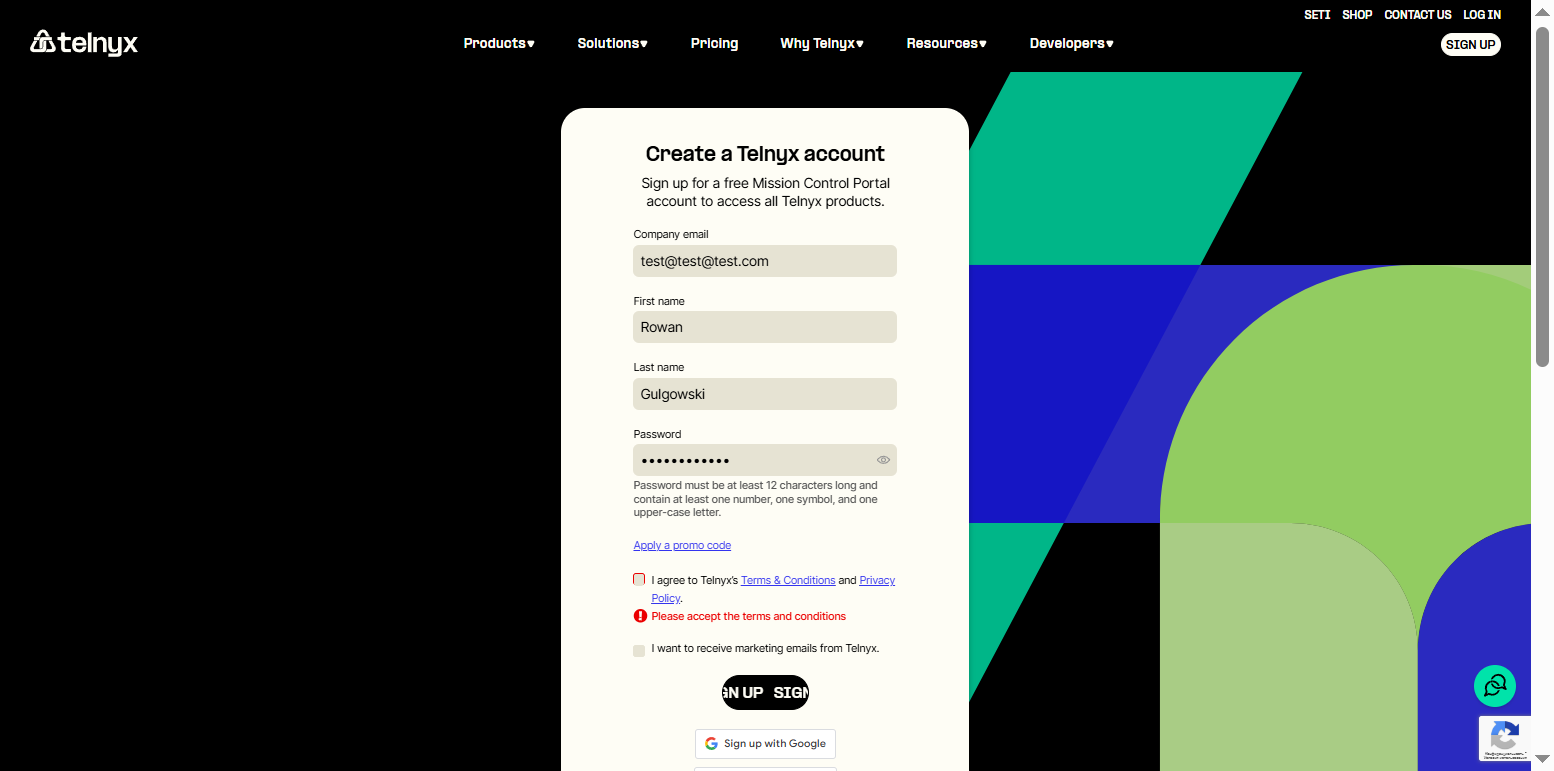 SETI SHOP CONTACT US LOG IN
telnyx
Products Solutions Pricing Why Telnyx Resources Developers
SIGN UP
Create a Telnyx account
Sign up for a free Mission Control Portal
account to access all Telnyx products.
Company email
test@test@test.com
First name
Rowan
Last name
Gulgowski
Password
Password must be at least 12 characters long and
contain at least one number, one symbol, and one
upper-case letter.
Apply a promo code
I agree to Telnyx's Terms & Conditions and Privacy
Policy.
Please accept the terms and conditions
I want to receive marketing emails from Telnyx.
GN UP SIGN
Sign up with Google